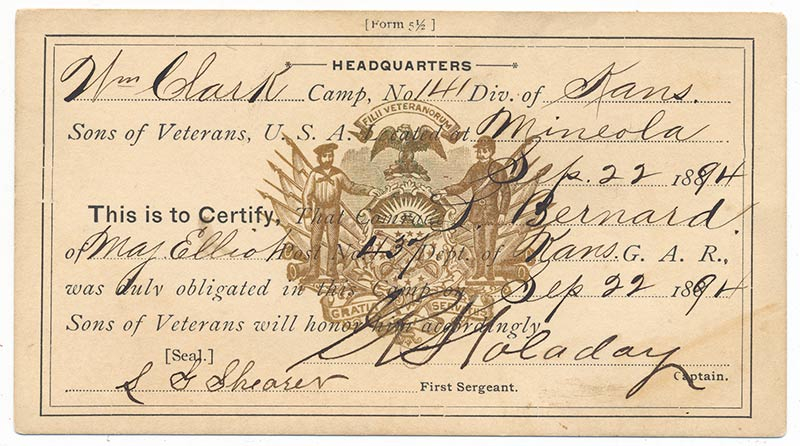 [Form 5½]
HEADQUARTERS
Wm Clark Camp, No. 141 Div. of Kans.
FILII VETERANORUM
Sons of Veterans, U. S. A. Located at Mineola
Sep. 22 1894
This is to Certify, That Comrade S. Bernard
of Maj. Elliott Post No. 437 Dept. of Kans. G. A. R.,
was duly obligated in this Camp on Sep 22 1894
GRATIA
Sons of Veterans will honor him accordingly.
[Seal.] Holaday
Captain.
S G Shearer First Sergeant.